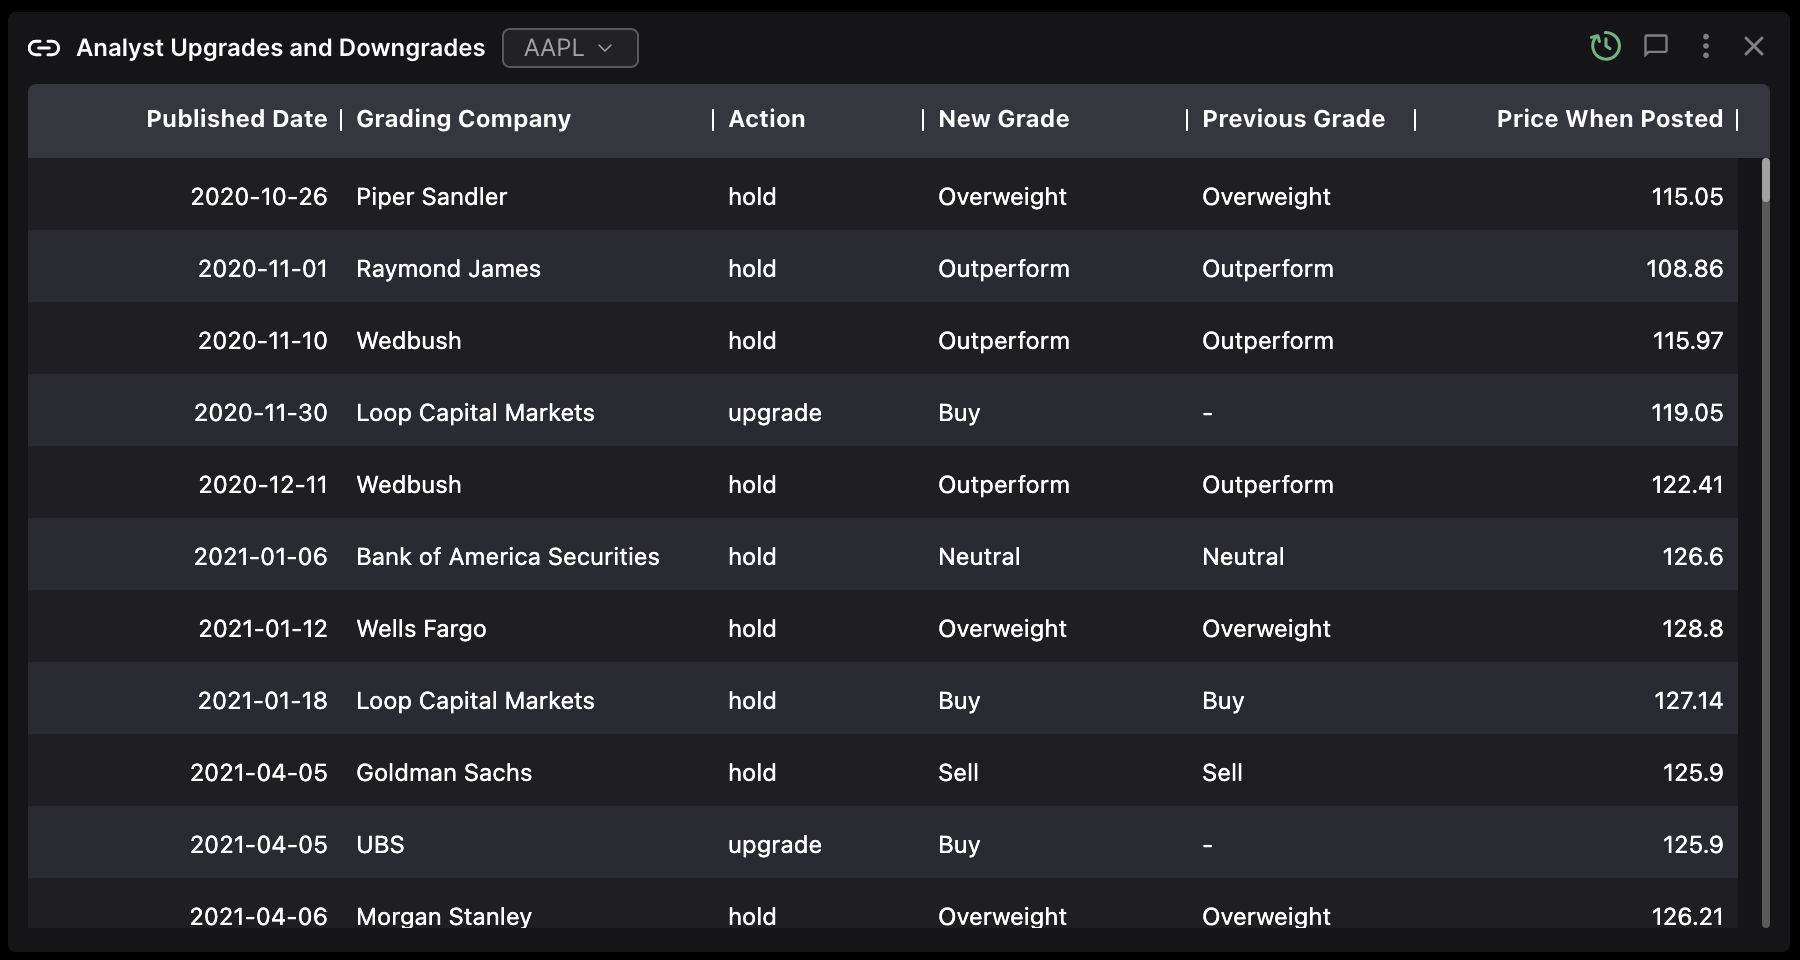 Analyst Upgrades and Downgrades AAPL
Published Date Grading Company Action New Grade Previous Grade Price When Posted
2020-10-26 Piper Sandler hold Overweight Overweight 115.05
2020-11-01 Raymond James hold Outperform Outperform 108.86
2020-11-10 Wedbush hold Outperform Outperform 115.97
2020-11-30 Loop Capital Markets upgrade Buy - 119.05
2020-12-11 Wedbush hold Outperform Outperform 122.41
2021-01-06 Bank of America Securities hold Neutral Neutral 126.6
2021-01-12 Wells Fargo hold Overweight Overweight 128.8
2021-01-18 Loop Capital Markets hold Buy Buy 127.14
2021-04-05 Goldman Sachs hold Sell Sell 125.9
2021-04-05 UBS upgrade Buy - 125.9
2021-04-06 Morgan Stanley hold Overweight Overweight 126.21